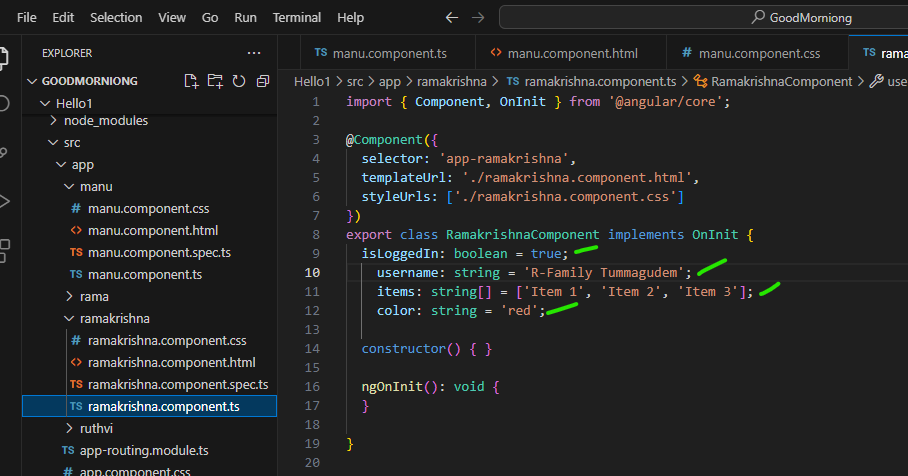 File Edit Selection View Go Run Terminal Help GoodMorniong
EXPLORER
GOODMORNIONG
Hello1
node_modules
src
app
manu
# manu.component.css
<> manu.component.html
TS manu.component.spec.ts
TS manu.component.ts
rama
ramakrishna
# ramakrishna.component.css
<> ramakrishna.component.html
TS ramakrishna.component.spec.ts
TS ramakrishna.component.ts
ruthvi
TS app-routing.module.ts
# app.component.css
TS manu.component.ts <> manu.component.html # manu.component.css TS rama
Hello1 > src > app > ramakrishna > TS ramakrishna.component.ts > RamakrishnaComponent > use
1 import { Component, OnInit } from '@angular/core';
2
3 @Component({
4 selector: 'app-ramakrishna',
5 templateUrl: './ramakrishna.component.html',
6 styleUrls: ['./ramakrishna.component.css']
7 })
8 export class RamakrishnaComponent implements OnInit {
9 isLoggedIn: boolean = true;
10 username: string = 'R-Family Tummagudem';
11 items: string[] = ['Item 1', 'Item 2', 'Item 3'];
12 color: string = 'red';
13
14 constructor() { }
15
16 ngOnInit(): void {
17 }
18
19 }
20